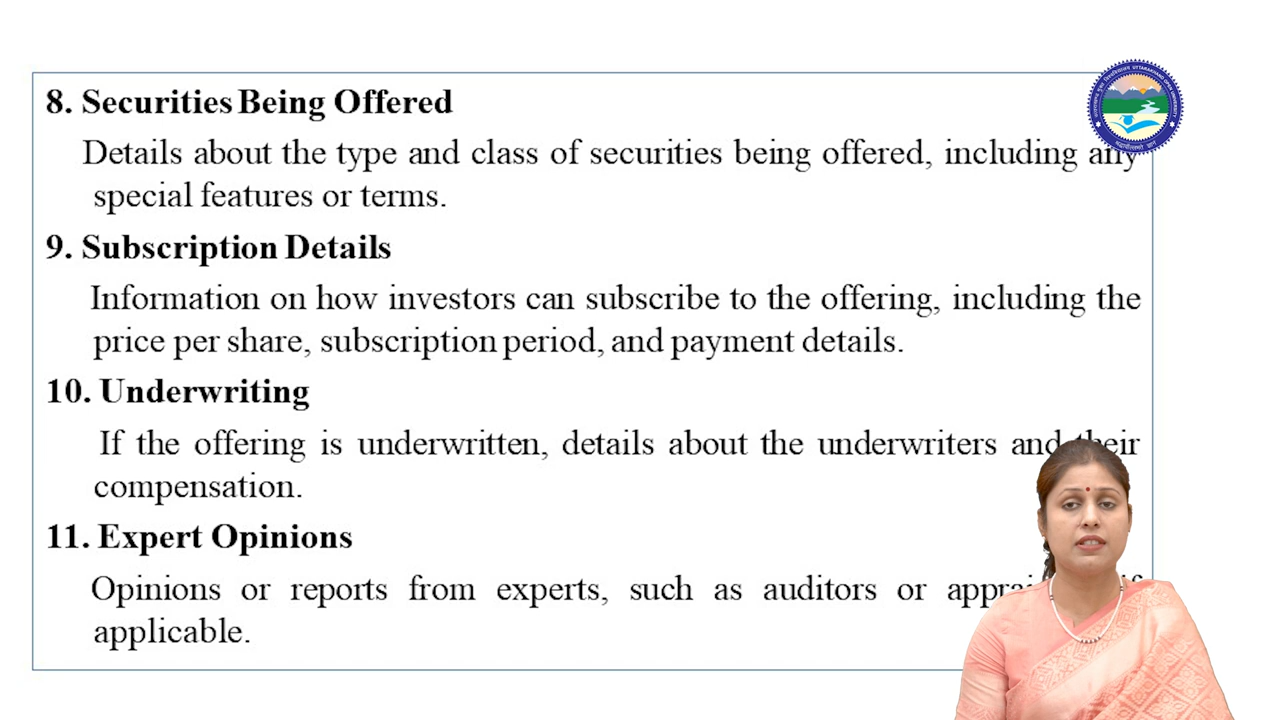 8. Securities Being Offered
Details about the type and class of securities being offered, including any
special features or terms.
9. Subscription Details
Information on how investors can subscribe to the offering, including the
price per share, subscription period, and payment details.
10. Underwriting
If the offering is underwritten, details about the underwriters and their
compensation.
11. Expert Opinions
Opinions or reports from experts, such as auditors or if
applicable.